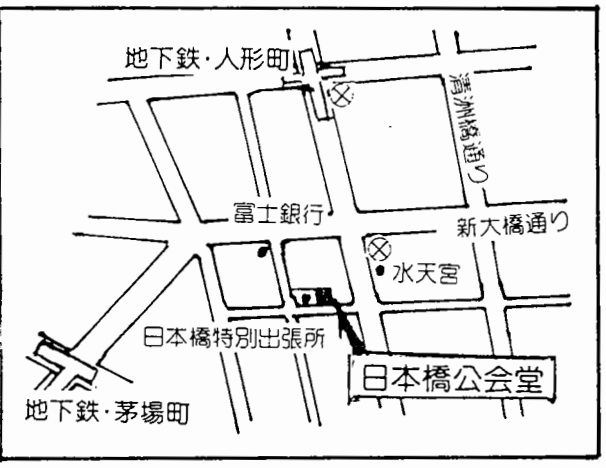 地下鉄・人形町
清洲橋通り
富士銀行
新大橋通り
水天宮
日本橋特別出張所
日本橋公会堂
地下鉄・茅場町